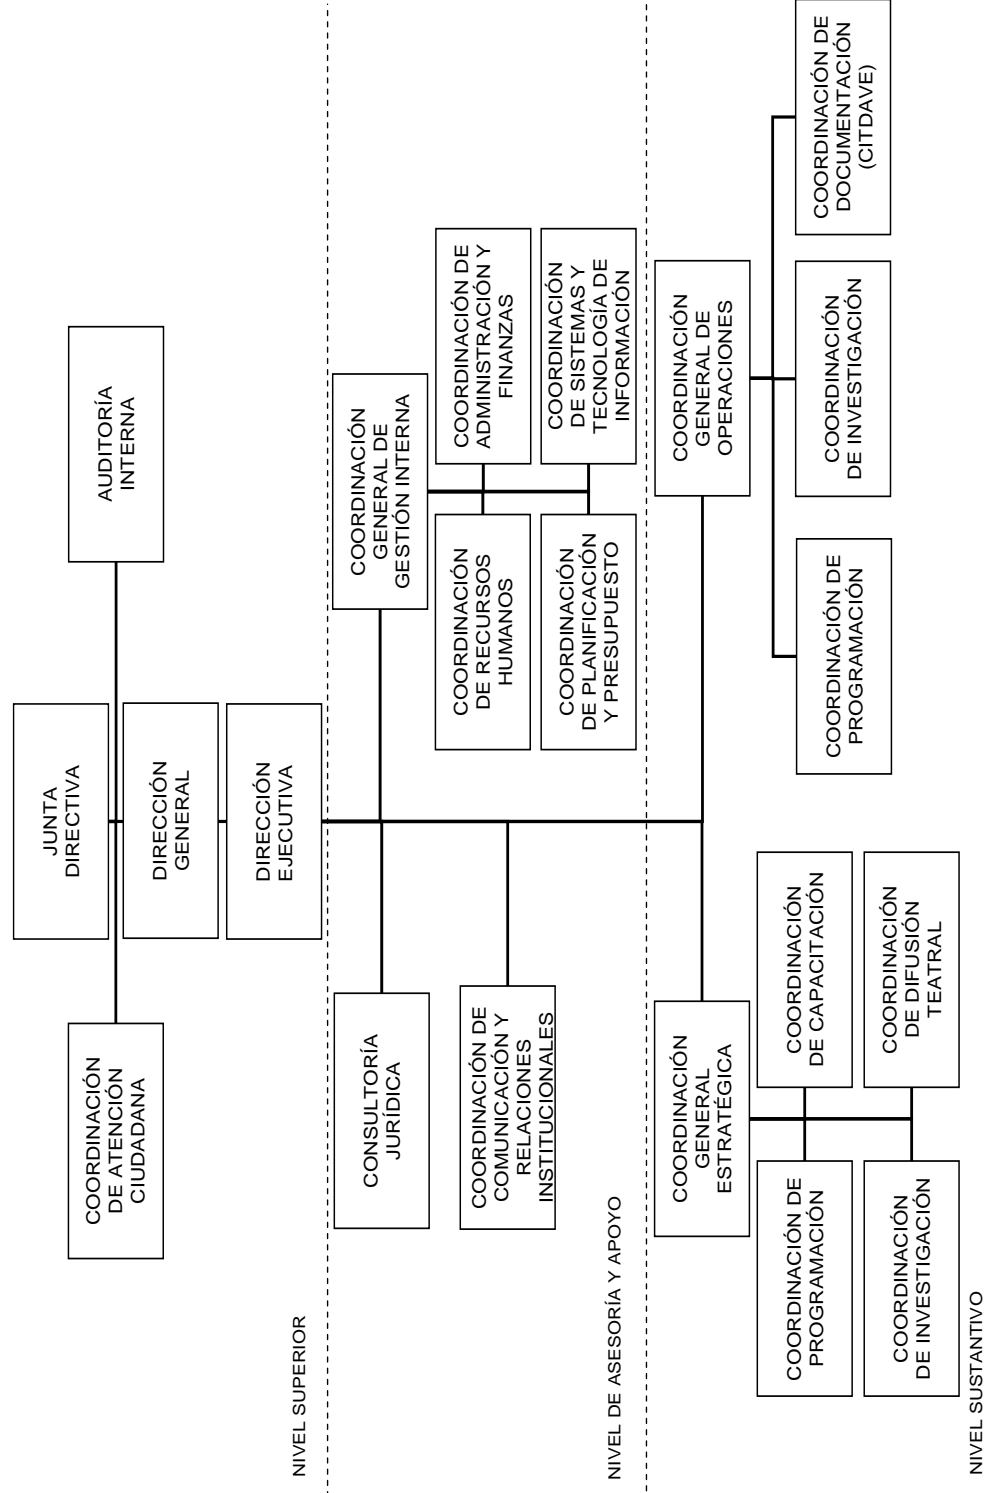 JUNTA
DIRECTIVA
COORDINACIÓN
DE ATENCIÓN
CIUDADANA
AUDITORÍA
INTERNA
DIRECCIÓN
GENERAL
DIRECCIÓN
EJECUTIVA
NIVEL SUPERIOR
CONSULTORÍA
JURÍDICA
COORDINACIÓN
GENERAL DE
GESTIÓN INTERNA
COORDINACIÓN DE
COMUNICACIÓN Y
RELACIONES
INSTITUCIONALES
COORDINACIÓN
DE RECURSOS
HUMANOS
COORDINACIÓN DE
ADMINISTRACIÓN Y
FINANZAS
COORDINACIÓN
DE PLANIFICACIÓN
Y PRESUPUESTO
COORDINACIÓN
DE SISTEMAS Y
TECNOLOGÍA DE
INFORMACIÓN
NIVEL DE ASESORÍA Y APOYO
COORDINACIÓN
GENERAL
ESTRATÉGICA
COORDINACIÓN
GENERAL DE
OPERACIONES
COORDINACIÓN DE
PROGRAMACIÓN
COORDINACIÓN
DE CAPACITACIÓN
COORDINACIÓN
DE INVESTIGACIÓN
COORDINACIÓN
DE DIFUSIÓN
TEATRAL
COORDINACIÓN DE
PROGRAMACIÓN
COORDINACIÓN
DE INVESTIGACIÓN
COORDINACIÓN DE
DOCUMENTACIÓN
(CITDAVE)
NIVEL SUSTANTIVO